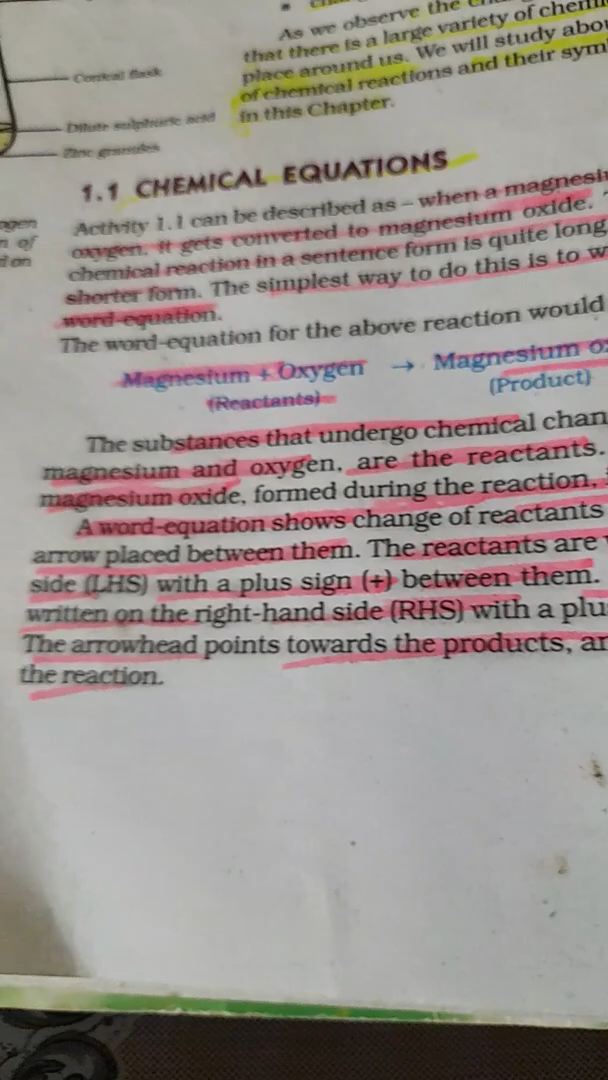 As we observe the
that there is a large variety of
place around us. We will study
of chemical reactions and their
in this Chapter.
Conical flask
Dilute sulphuric acid
Zinc granules
of
1.1 CHEMICAL EQUATIONS
Activity 1.1 can be described as – when a
oxygen, it gets converted to magnesium oxide.
chemical reaction in a sentence form is quite long
shorter form. The simplest way to do this is to
word-equation.
The word-equation for the above reaction would
Magnesium + Oxygen → Magnesium
(Reactants) (Product)
The substances that undergo chemical
magnesium and oxygen, are the reactants.
magnesium oxide, formed during the reaction,
A word-equation shows change of reactants
arrow placed between them. The reactants are
side (LHS) with a plus sign (+) between them.
written on the right-hand side (RHS) with a
The arrowhead points towards the products,
the reaction.